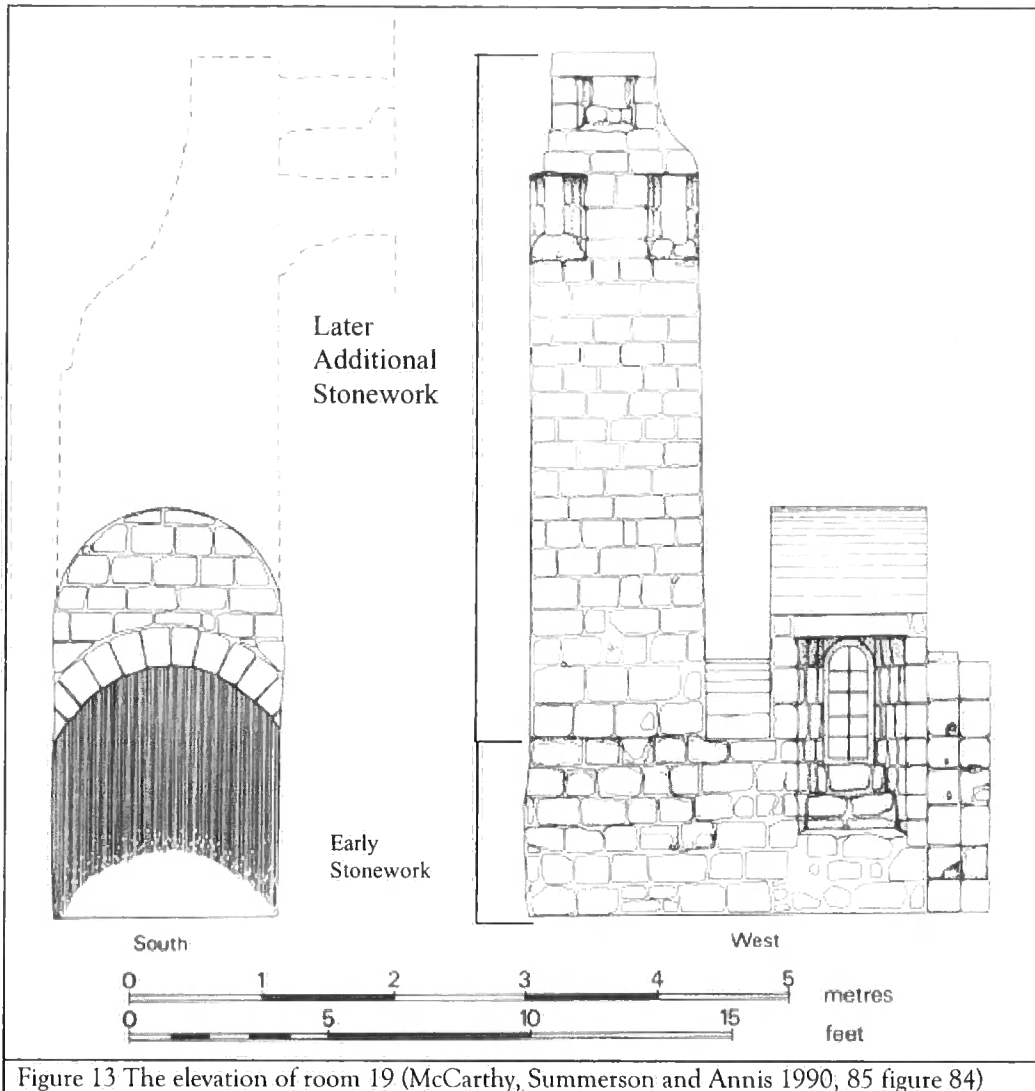 Later
Additional
Stonework
Early
Stonework
South
West
0 1 2 3 4 5
metres
0 5 10 15
feet
Figure 13 The elevation of room 19 (McCarthy, Summerson and Annis 1990, 85 figure 84)